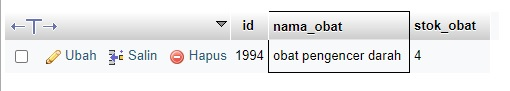 id nama_obat stok_obat
Ubah Salin Hapus 1994 obat pengencer darah 4